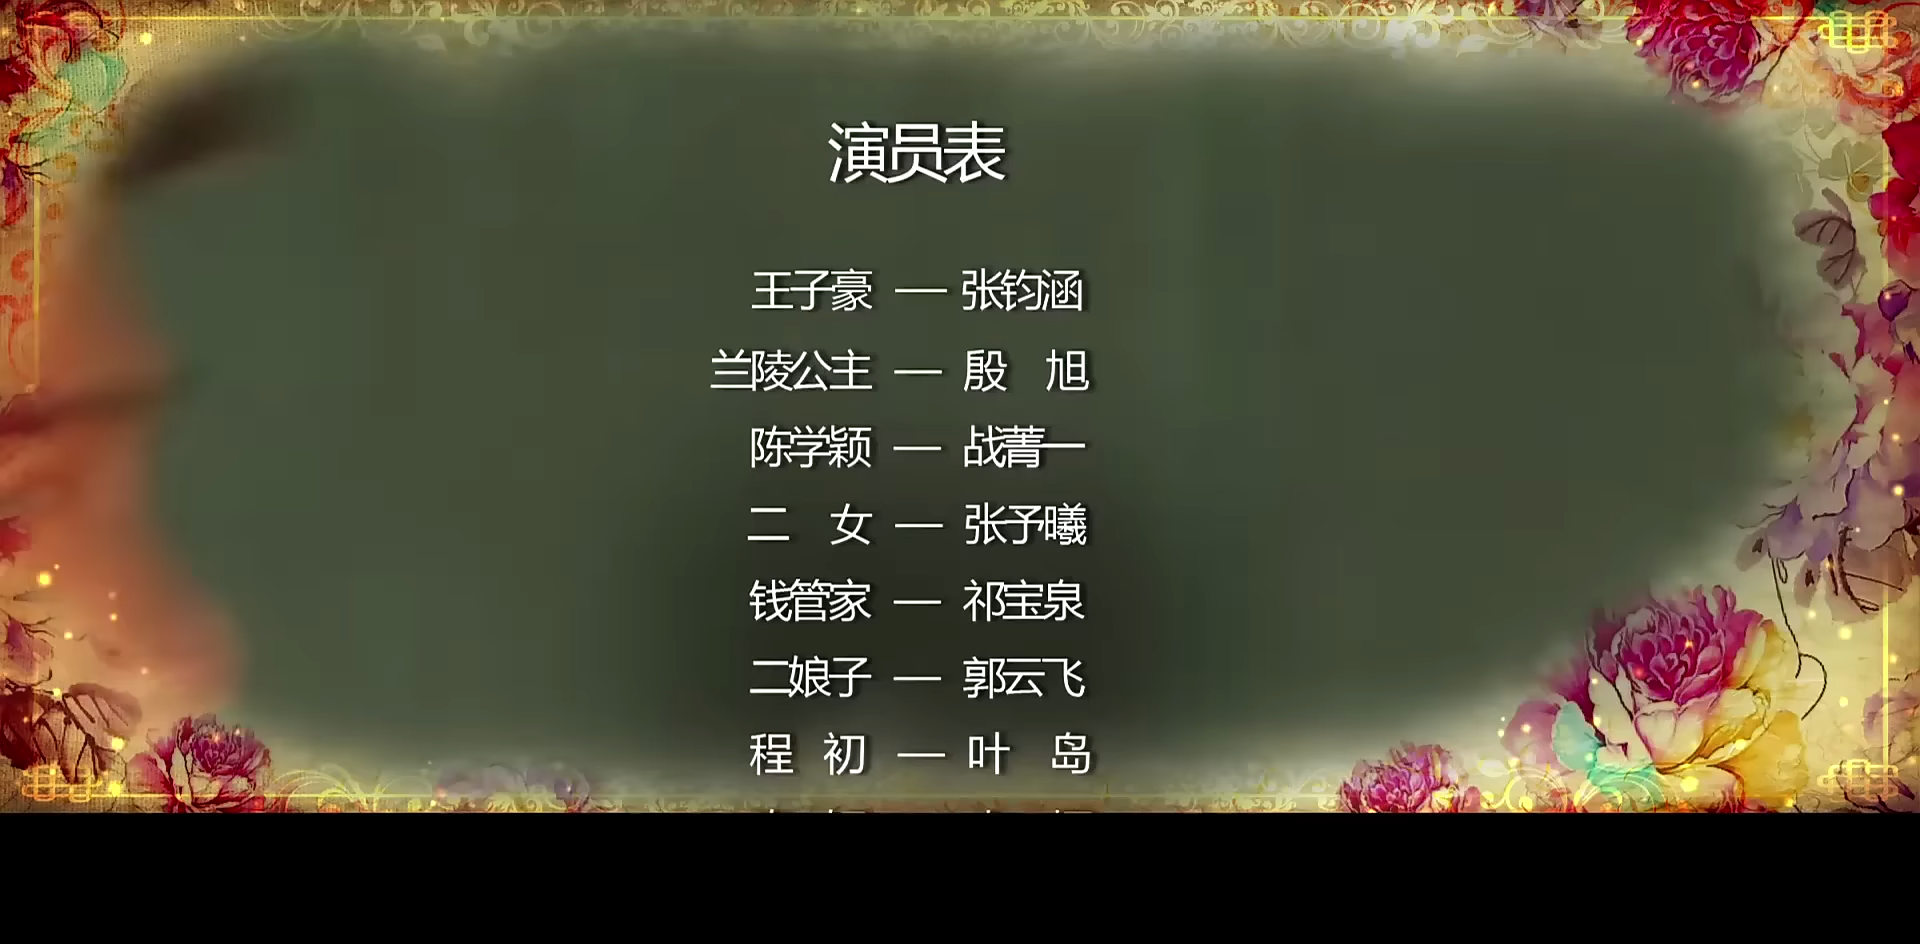 演员表
王子豪 — 张钧涵
兰陵公主 — 殷 旭
陈学颖 — 战菁一
二 女 — 张予曦
钱管家 — 祁宝泉
二娘子 — 郭云飞
程 初 — 叶 岛